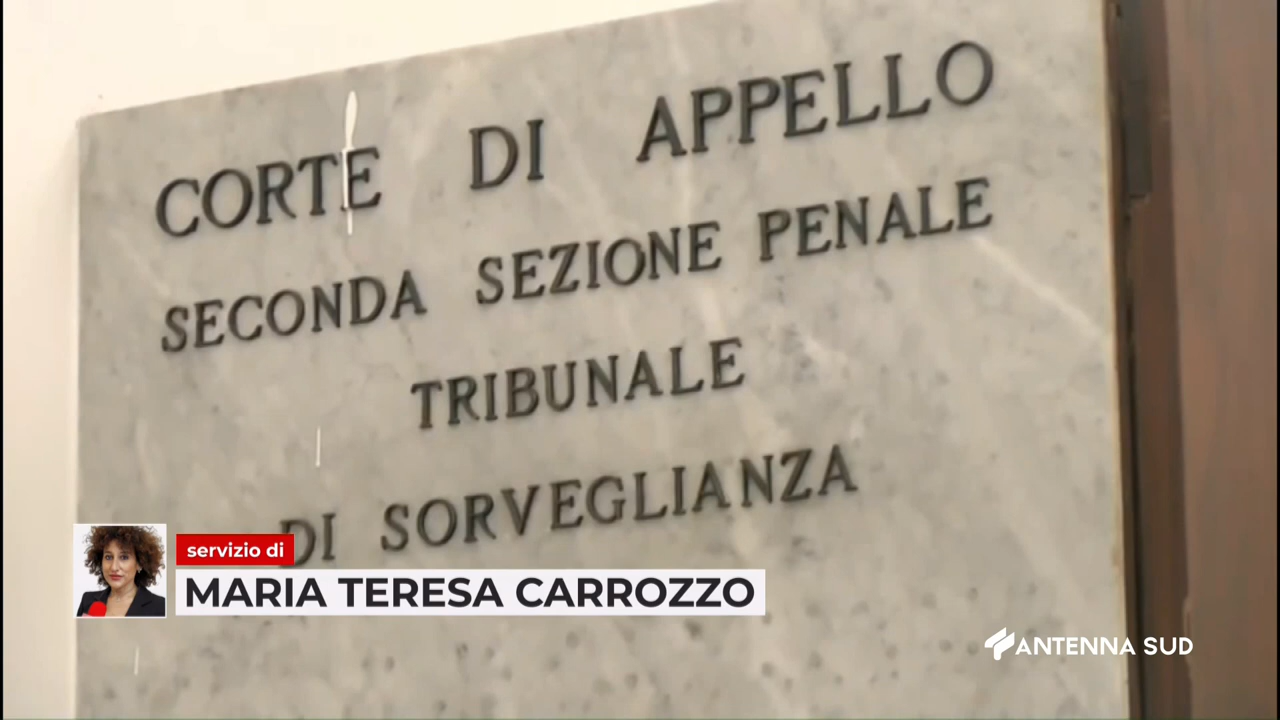 CORTE DI APPELLO
SECONDA SEZIONE PENALE
TRIBUNALE
DI SORVEGLIANZA
servizio di
MARIA TERESA CARROZZO
ANTENNA SUD